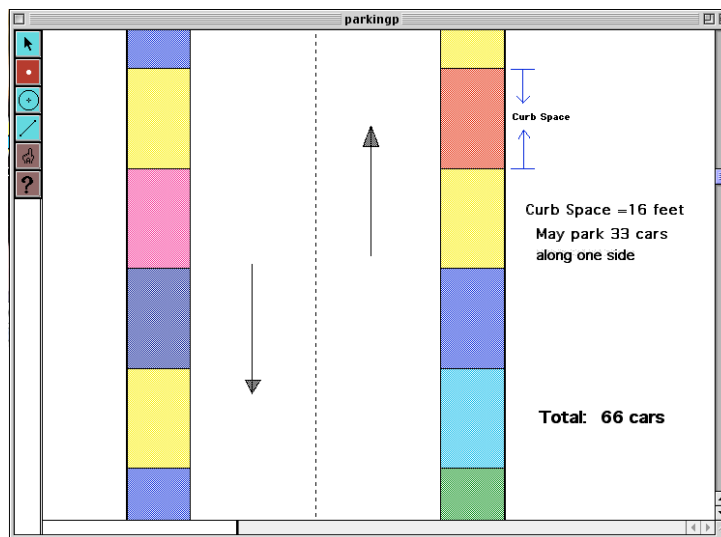 parkingp
Curb Space
Curb Space =16 feet
May park 33 cars
along one side
Total: 66 cars
?